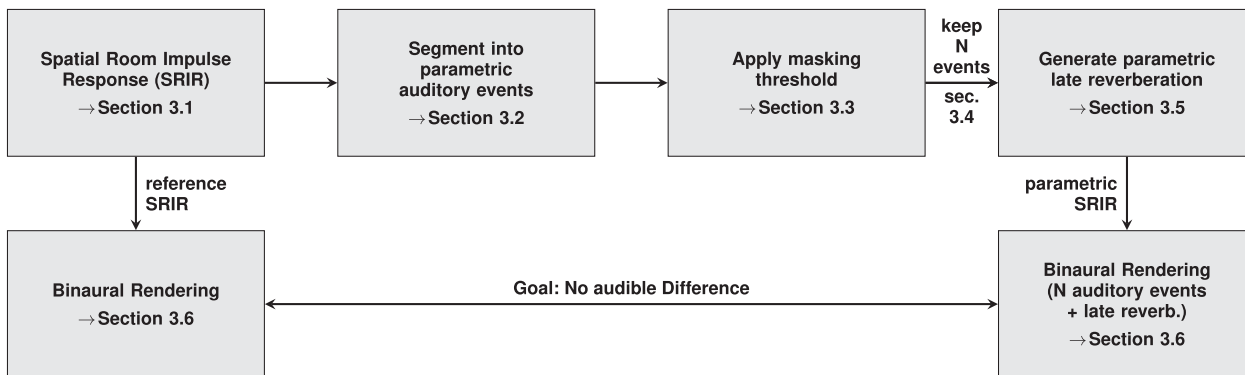 Spatial Room Impulse
Response (SRIR)
→Section 3.1
Segment into
parametric
auditory events
→Section 3.2
Apply masking
threshold
→Section 3.3
keep
N
events
sec.
3.4
Generate parametric
late reverberation
→Section 3.5
reference
SRIR
parametric
SRIR
Binaural Rendering
→Section 3.6
Goal: No audible Difference
Binaural Rendering
(N auditory events
+ late reverb.)
→Section 3.6